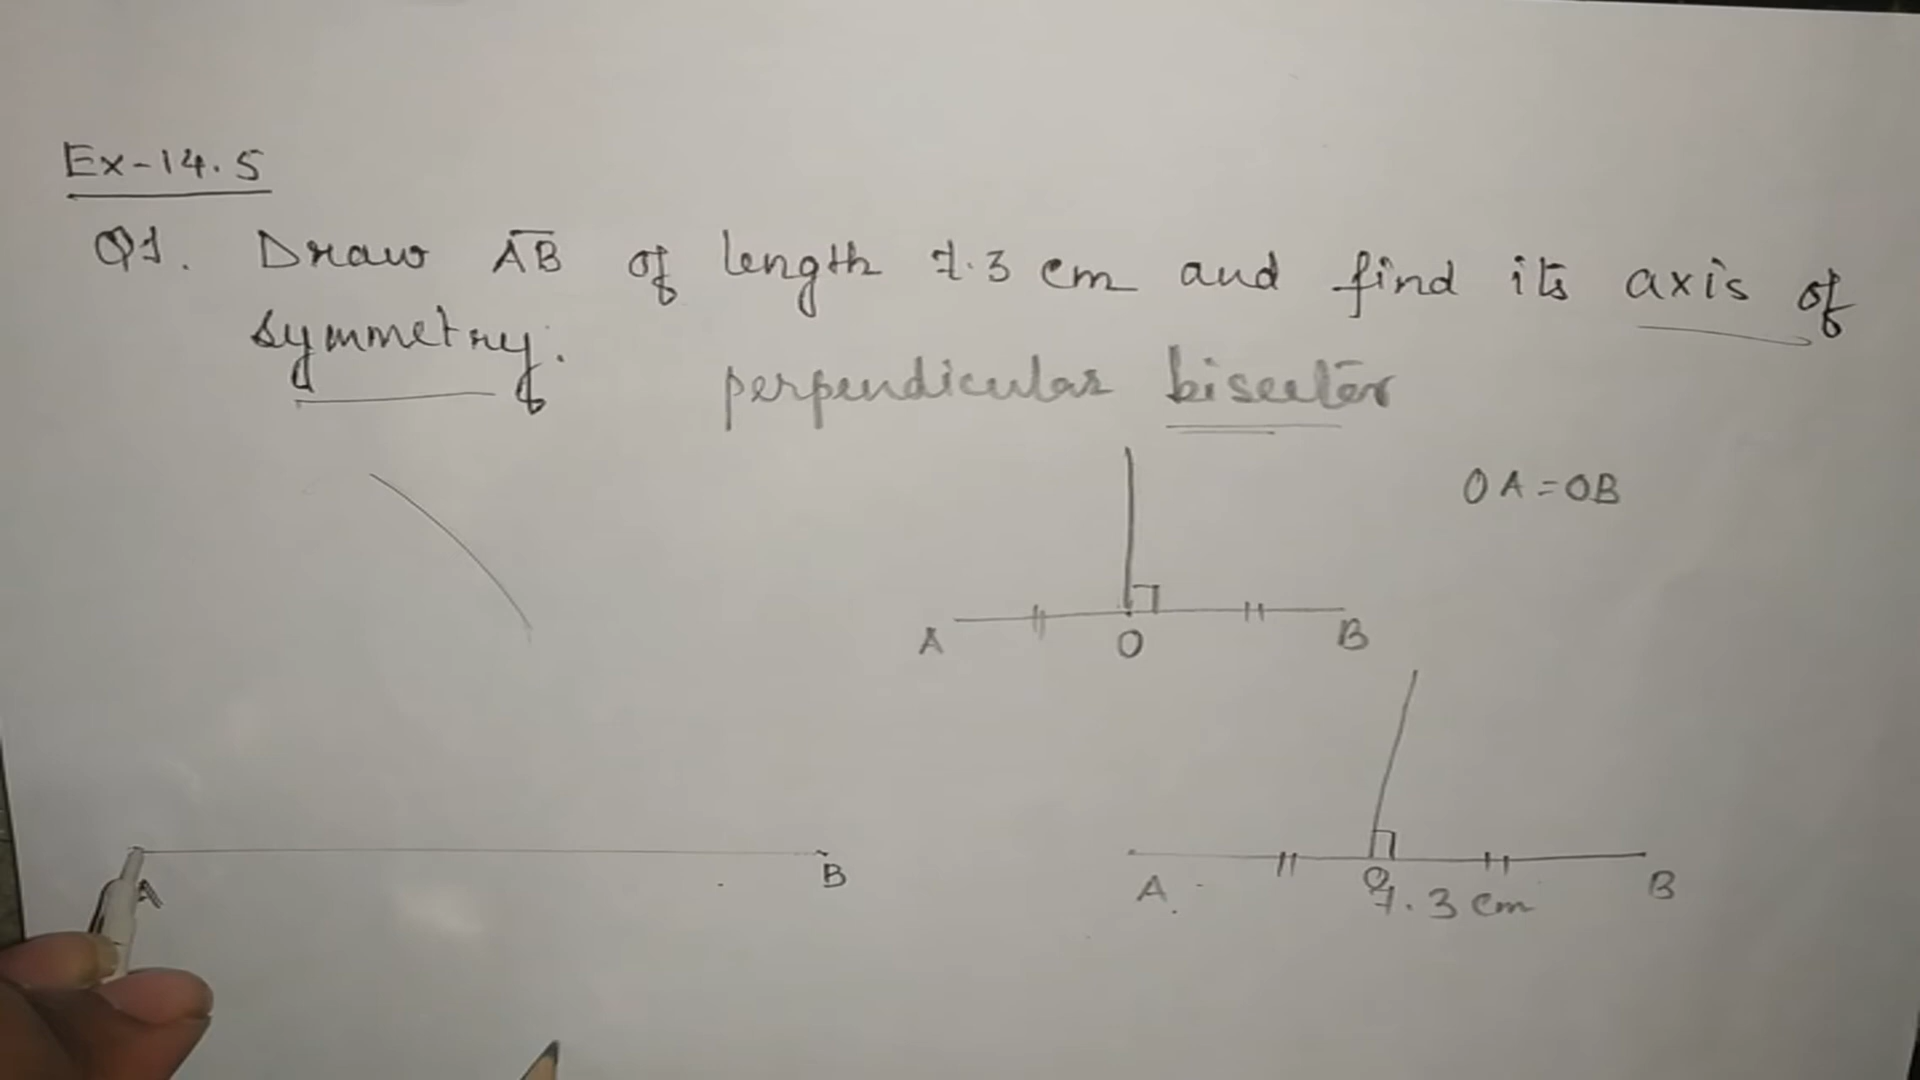 Ex-14.5
Q1. Draw AB of length 7.3 cm and find its axis of
symmetry.
perpendicular bisector
OA=OB
A O B
A B
A. O B
7.3 cm